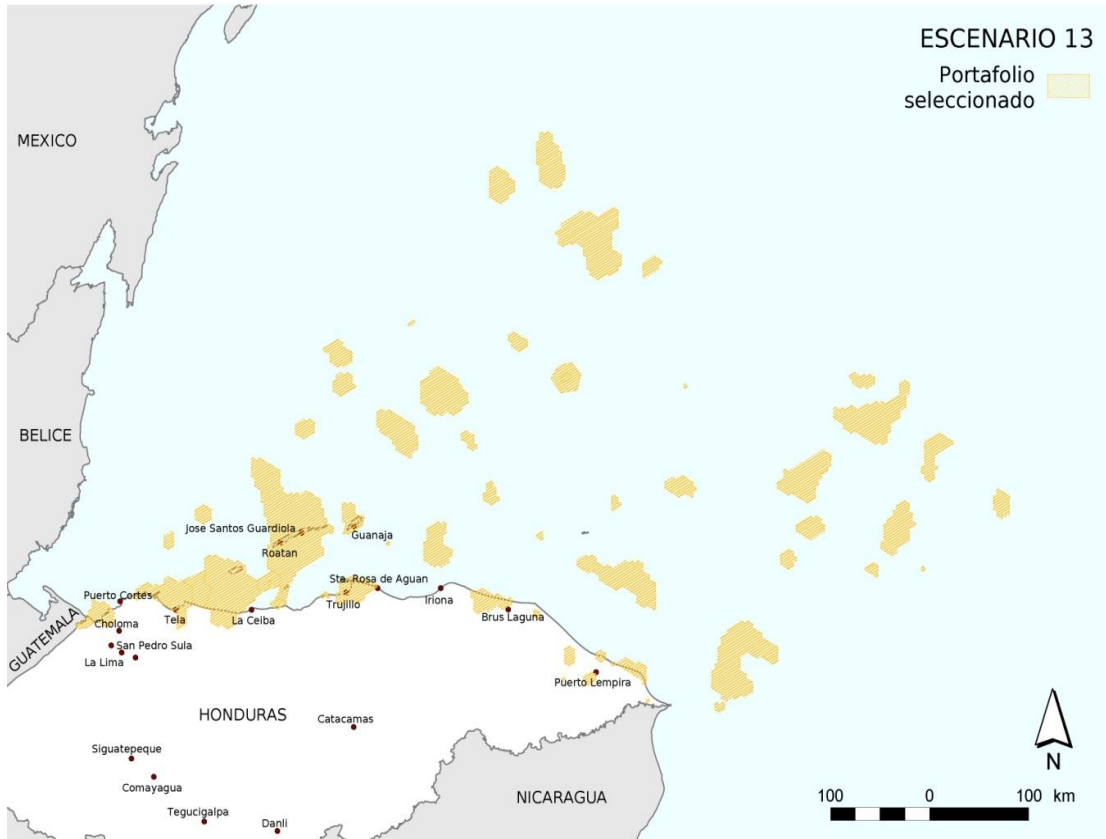 ESCENARIO 13
Portafolio
seleccionado
MEXICO
BELICE
Jose Santos Guardiola
Guanaja
Roatan
Sta. Rosa de Aguan
Puerto Cortés
Trujillo
Iriona
Tela
La Ceiba
Brus Laguna
Choloma
GUATEMALA
San Pedro Sula
La Lima
Puerto Lempira
HONDURAS
Catacamas
Siguatepeque
Comayagua
N
NICARAGUA
Tegucigalpa
Danli
100 0 100 km